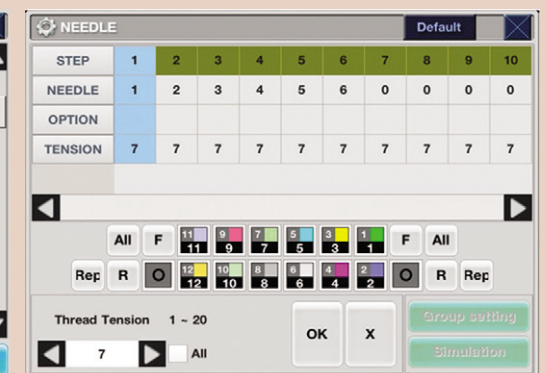 NEEDLE Default
STEP 1 2 3 4 5 6 7 8 9 10
NEEDLE 1 2 3 4 5 6 0 0 0 0
OPTION
TENSION 7 7 7 7 7 7 7 7 7 7
All F 11 11 9 9 7 7 5 5 3 3 1 1 F All
Rep R O 12 12 10 10 8 8 6 6 4 4 2 2 O R Rep
Thread Tension 1 ~ 20
7 All
OK X
Group setting
Simulation